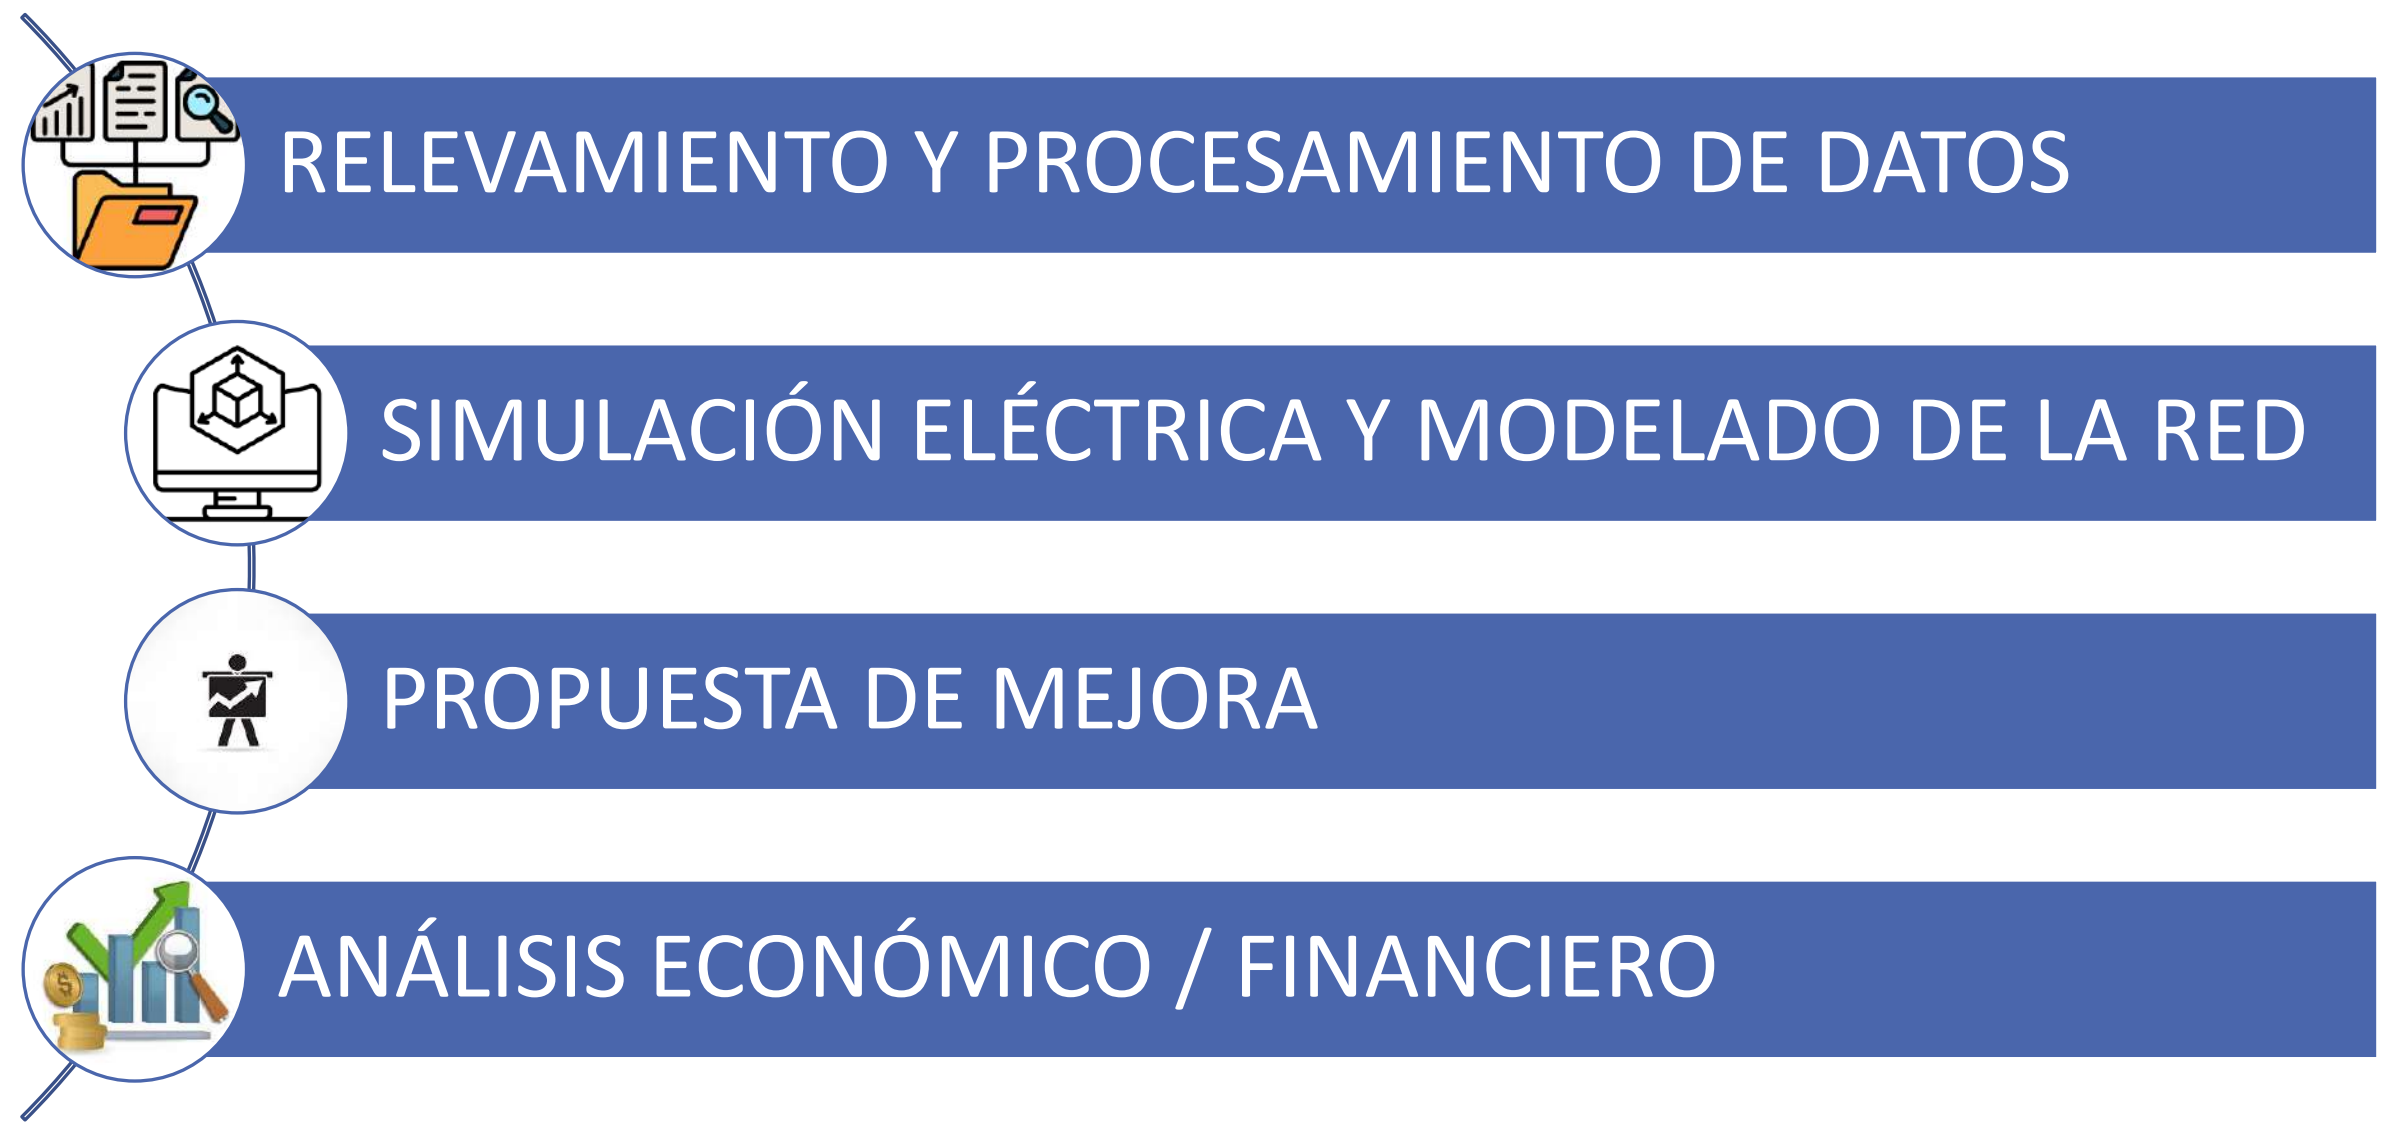 RELEVAMIENTO Y PROCESAMIENTO DE DATOS
SIMULACIÓN ELÉCTRICA Y MODELADO DE LA RED
PROPUESTA DE MEJORA
ANÁLISIS ECONÓMICO / FINANCIERO
$